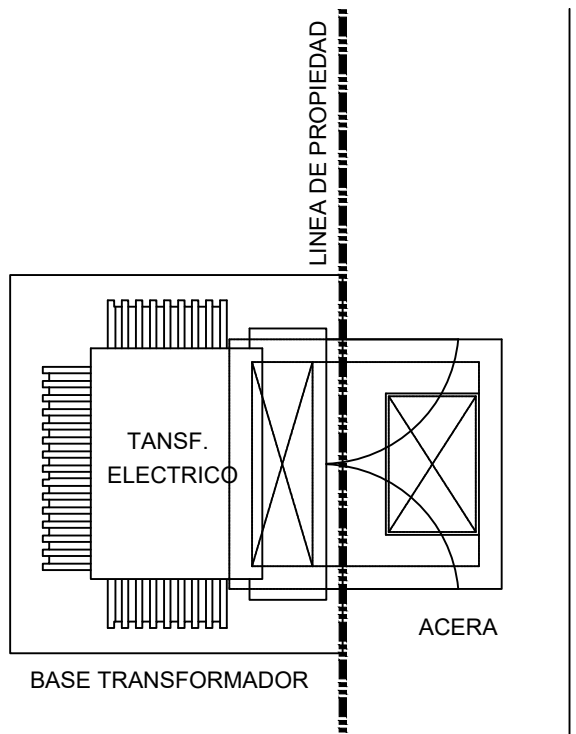 LINEA DE PROPIEDAD
TANSF.
ELECTRICO
ACERA
BASE TRANSFORMADOR